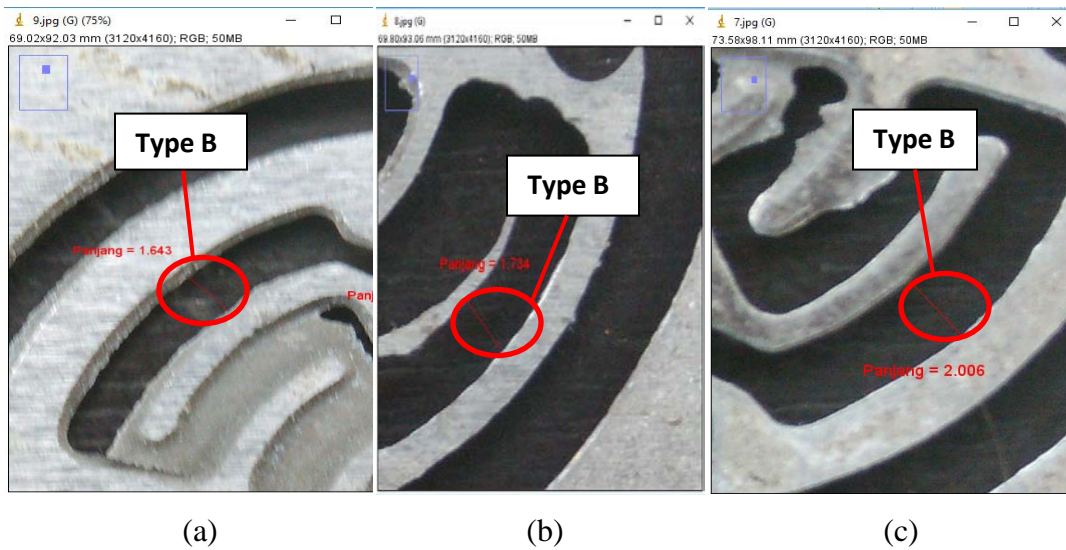 9.jpg (G) (75%)
69.02x92.03 mm (3120x4160); RGB; 50MB
Type B
Panjang = 1.643
Panj
8.jpg (G)
69.80x93.06 mm (3120x4160); RGB; 50MB
Type B
Panjang = 1.734
7.jpg (G)
73.58x98.11 mm (3120x4160); RGB; 50MB
Type B
Panjang = 2.006
(a)
(b)
(c)